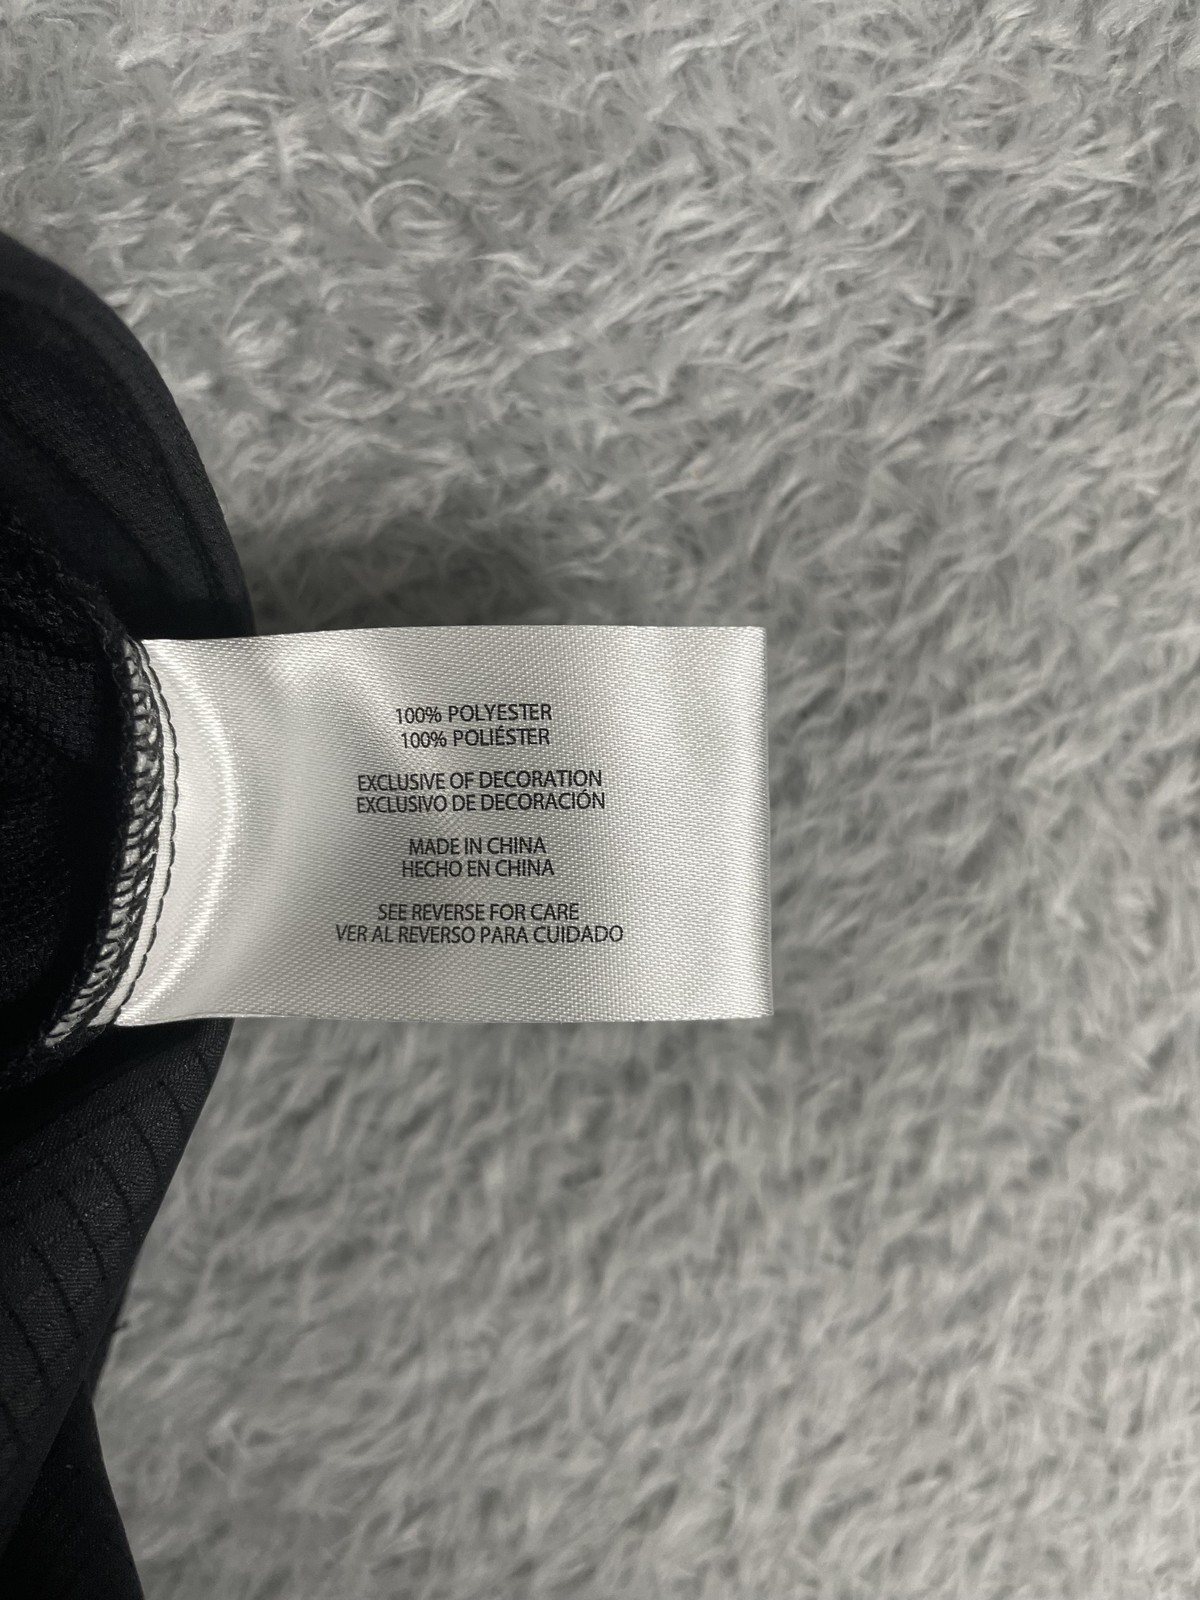 100% POLYESTER
100% POLIÉSTER
EXCLUSIVE OF DECORATION
EXCLUSIVO DE DECORACIÓN
MADE IN CHINA
HECHO EN CHINA
SEE REVERSE FOR CARE
VER AL REVERSO PARA CUIDADO